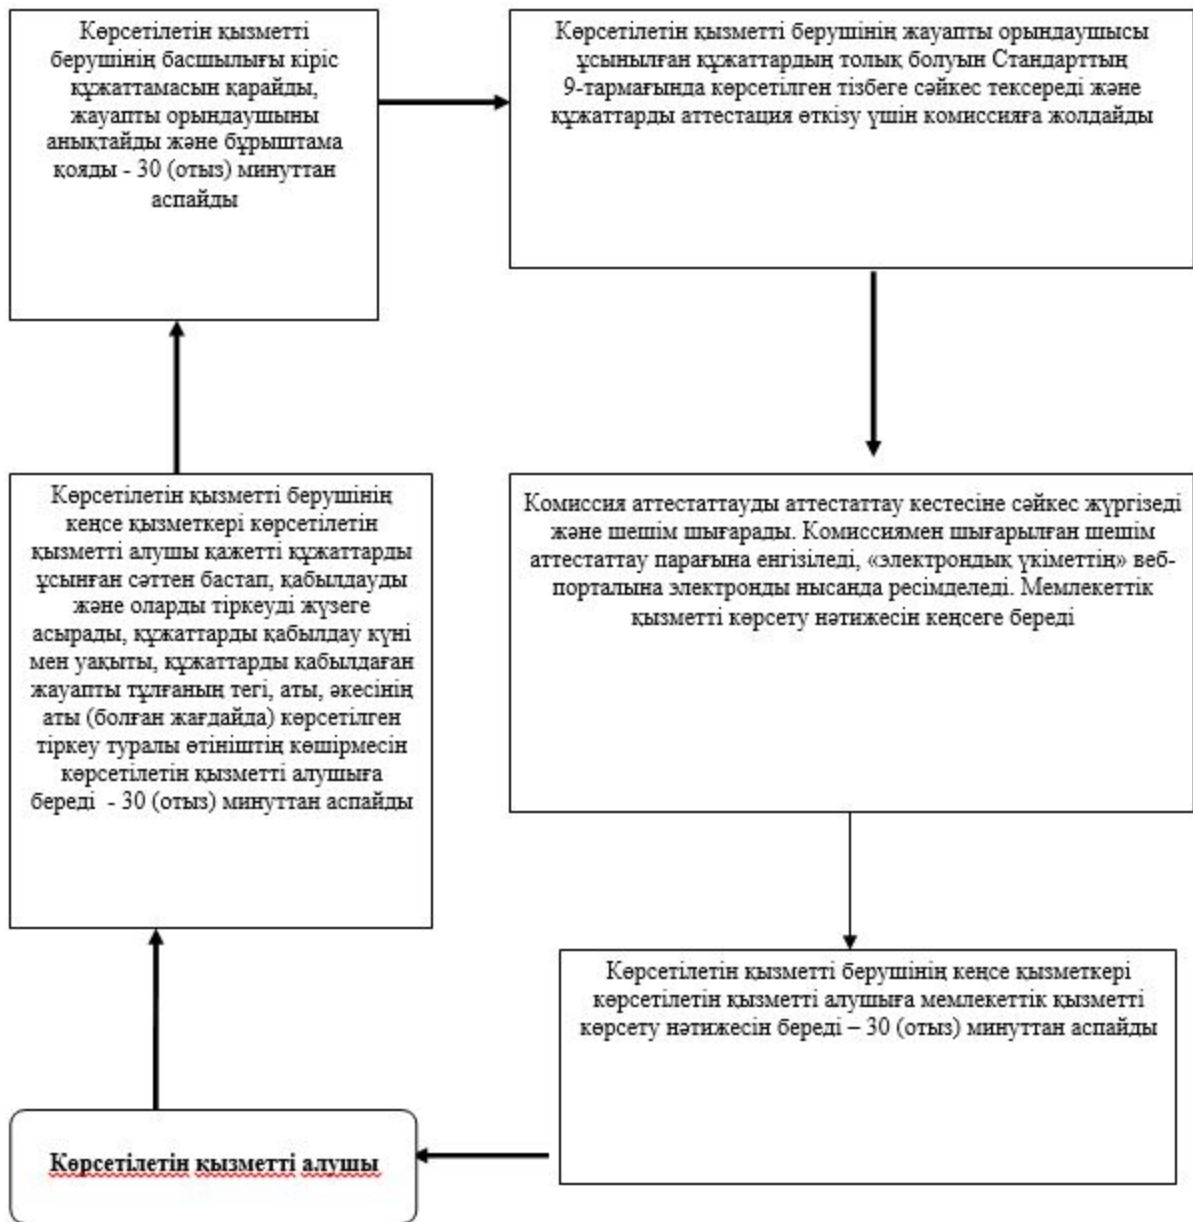 Көрсетілетін қызметті
берушінің басшылығы кіріс
құжаттамасын қарайды,
жауапты орындаушыны
анықтайды және бұрыштама
қояды - 30 (отыз) минуттан
аспайды
Көрсетілетін қызметті берушінің жауапты орындаушысы
ұсынылған құжаттардың толық болуын Стандарттың
9-тармағында көрсетілген тізбеге сәйкес тексереді және
құжаттарды аттестация өткізу үшін комиссияға жолдайды
Көрсетілетін қызметті берушінің
кеңсе қызметкері көрсетілетін
қызметті алушы қажетті құжаттарды
ұсынған сәттен бастап, қабылдауды
және оларды тіркеуді жүзеге
асырады, құжаттарды қабылдау күні
мен уақыты, құжаттарды қабылдаған
жауапты тұлғаның тегі, аты, әкесінің
аты (болған жағдайда) көрсетілген
тіркеу туралы өтініштің көшірмесін
көрсетілетін қызметті алушыға
береді - 30 (отыз) минуттан аспайды
Комиссия аттестаттауды аттестаттау кестесіне сәйкес жүргізеді
және шешім шығарады. Комиссиямен шығарылған шешім
аттестаттау парағына енгізіледі, «электрондық үкіметтің» веб-
порталына электронды нысанда ресімделеді. Мемлекеттік
қызметті көрсету нәтижесін кеңсеге береді
Көрсетілетін қызметті берушінің кеңсе қызметкері
көрсетілетін қызметті алушыға мемлекеттік қызметті
көрсету нәтижесін береді – 30 (отыз) минуттан аспайды
Көрсетілетін қызметті алушы